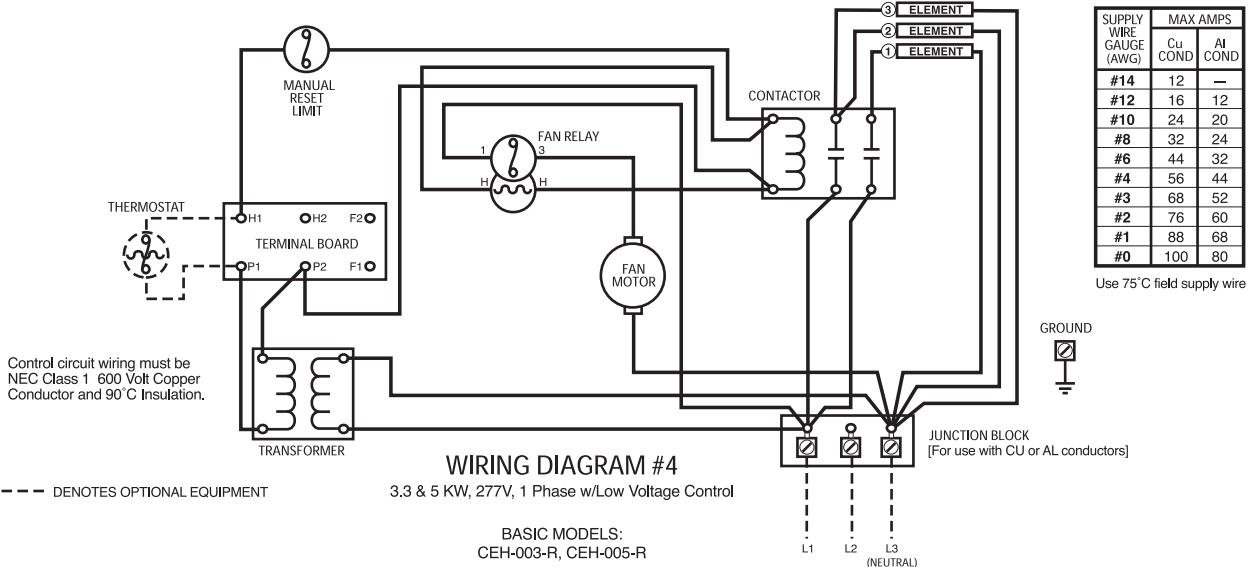 3 ELEMENT
2 ELEMENT
1 ELEMENT
MANUAL
RESET
LIMIT
CONTACTOR
FAN RELAY
1
3
H
H
THERMOSTAT
H1
H2
F2
TERMINAL BOARD
P1
P2
F1
FAN
MOTOR
TRANSFORMER
Control circuit wiring must be
NEC Class 1 600 Volt Copper
Conductor and 90°C Insulation.
DENOTES OPTIONAL EQUIPMENT
WIRING DIAGRAM #4
3.3 & 5 KW, 277V, 1 Phase w/Low Voltage Control
BASIC MODELS:
CEH-003-R, CEH-005-R
JUNCTION BLOCK
[For use with CU or AL conductors]
L1
L2
L3
(NEUTRAL)
GROUND
SUPPLY
WIRE
GAUGE
(AWG)
MAX AMPS
Cu
COND
Al
COND
#14 12 —
#12 16 12
#10 24 20
#8 32 24
#6 44 32
#4 56 44
#3 68 52
#2 76 60
#1 88 68
#0 100 80
Use 75°C field supply wire